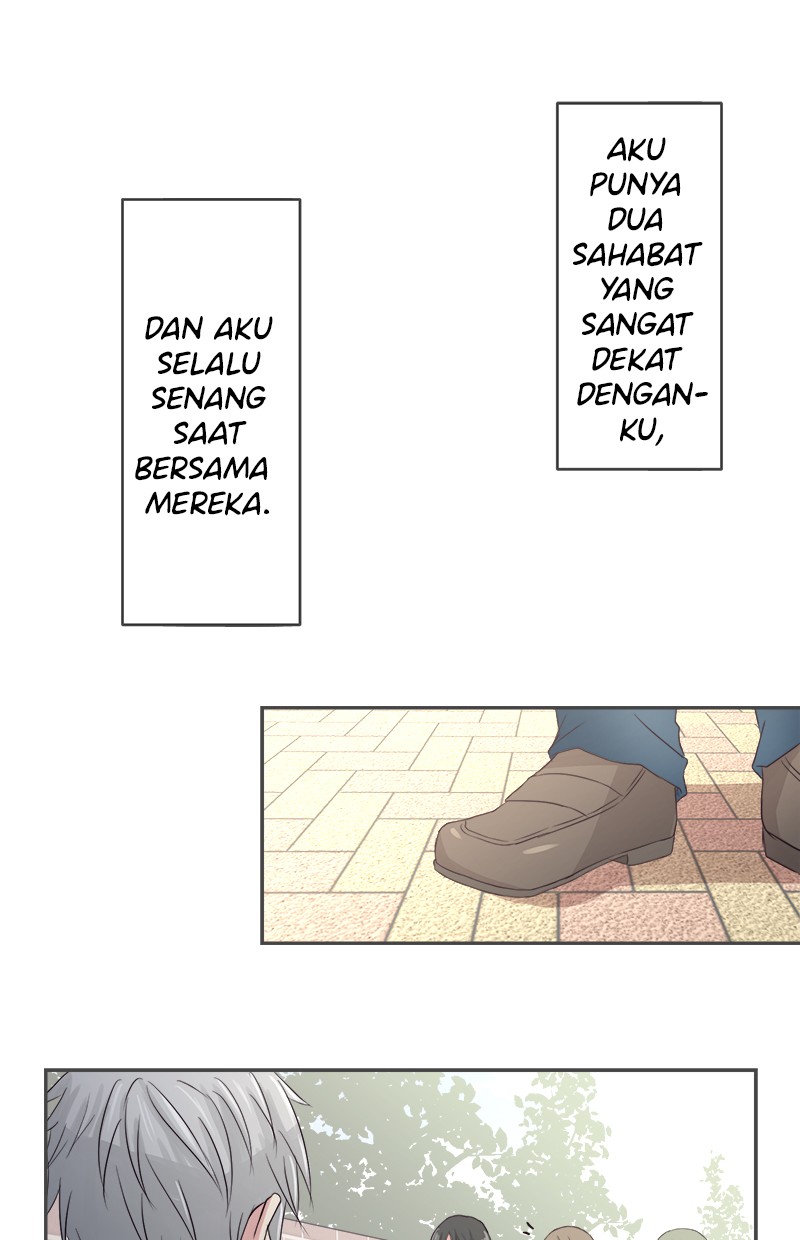 AKU
PUNYA
DUA
SAHABAT
YANG
SANGAT
DEKAT
DENGAN-
KU,
DAN AKU
SELALU
SENANG
SAAT
BERSAMA
MEREKA.